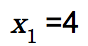 x₁ =4